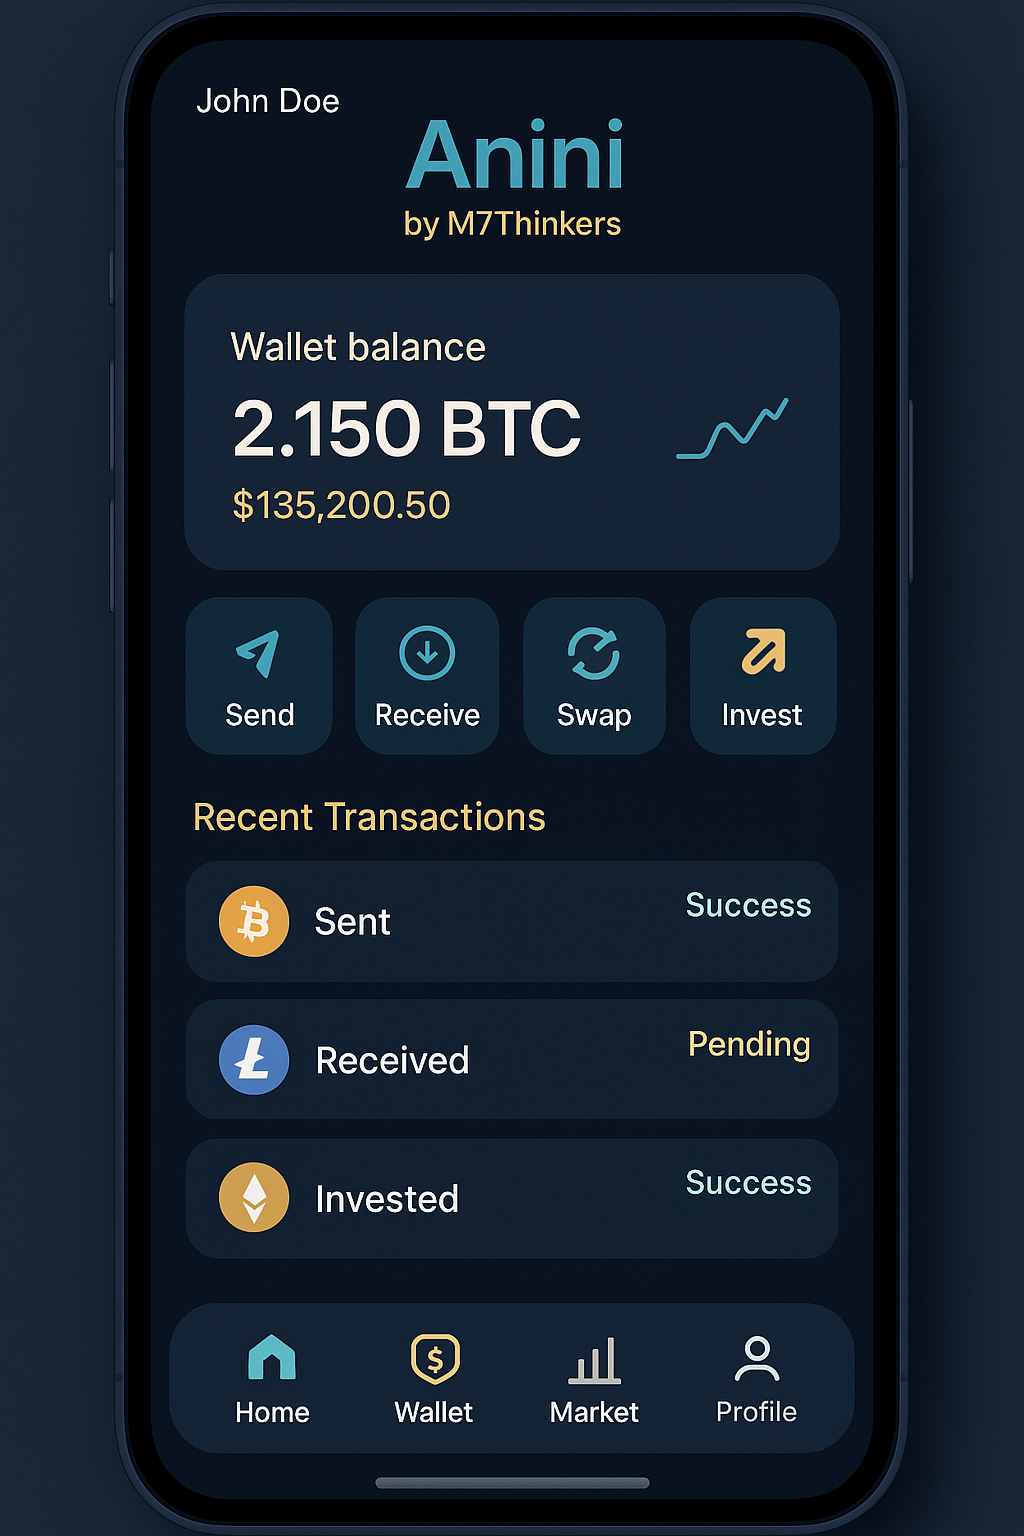 John Doe
Anini
by M7Thinkers
Wallet balance
2.150 BTC
$135,200.50
Send
Receive
Swap
Invest
Recent Transactions
Sent
Success
Received
Pending
Invested
Success
Home
Wallet
Market
Profile